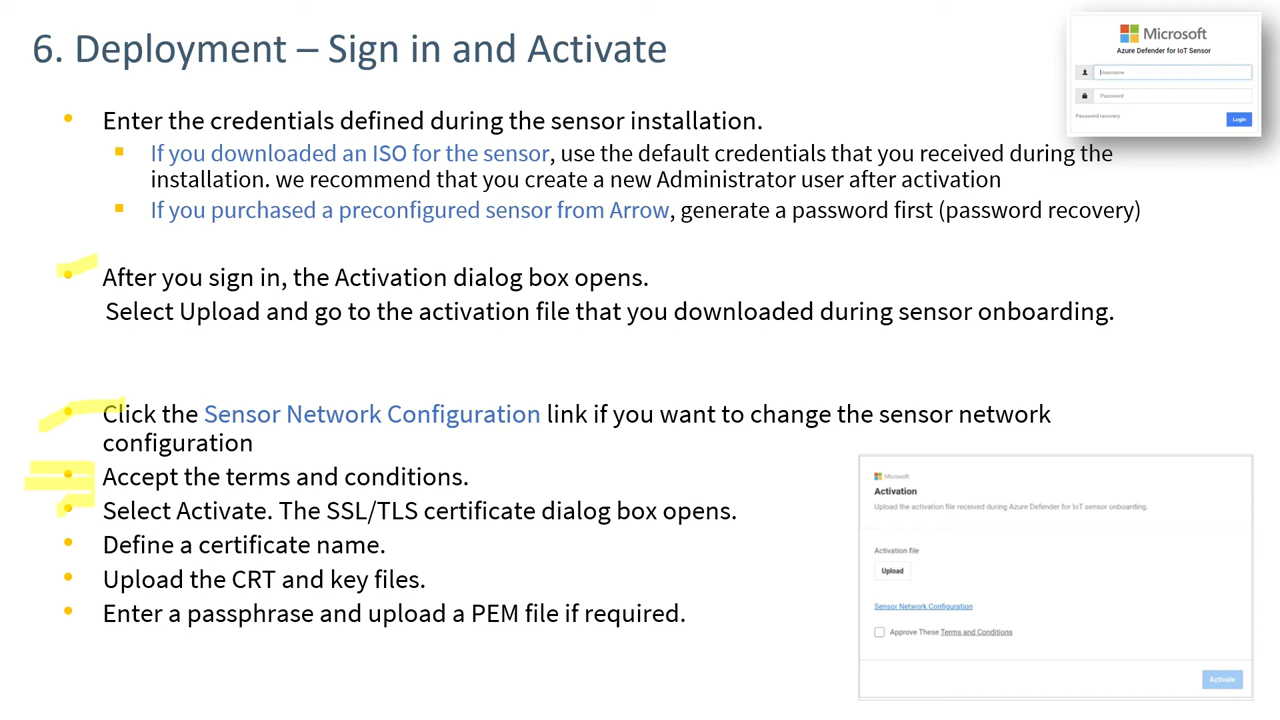 6. Deployment – Sign in and Activate
Microsoft
Azure Defender for IoT Sensor
Username
Password
Password recovery
Login
Enter the credentials defined during the sensor installation.
If you downloaded an ISO for the sensor, use the default credentials that you received during the
installation. we recommend that you create a new Administrator user after activation
If you purchased a preconfigured sensor from Arrow, generate a password first (password recovery)
After you sign in, the Activation dialog box opens.
Select Upload and go to the activation file that you downloaded during sensor onboarding.
Click the Sensor Network Configuration link if you want to change the sensor network
configuration
Accept the terms and conditions.
Select Activate. The SSL/TLS certificate dialog box opens.
Define a certificate name.
Upload the CRT and key files.
Enter a passphrase and upload a PEM file if required.
Microsoft
Activation
Upload the activation file received during Azure Defender for IoT sensor onboarding.
Activation file
Upload
Sensor Network Configuration
Approve These Terms and Conditions
Activate